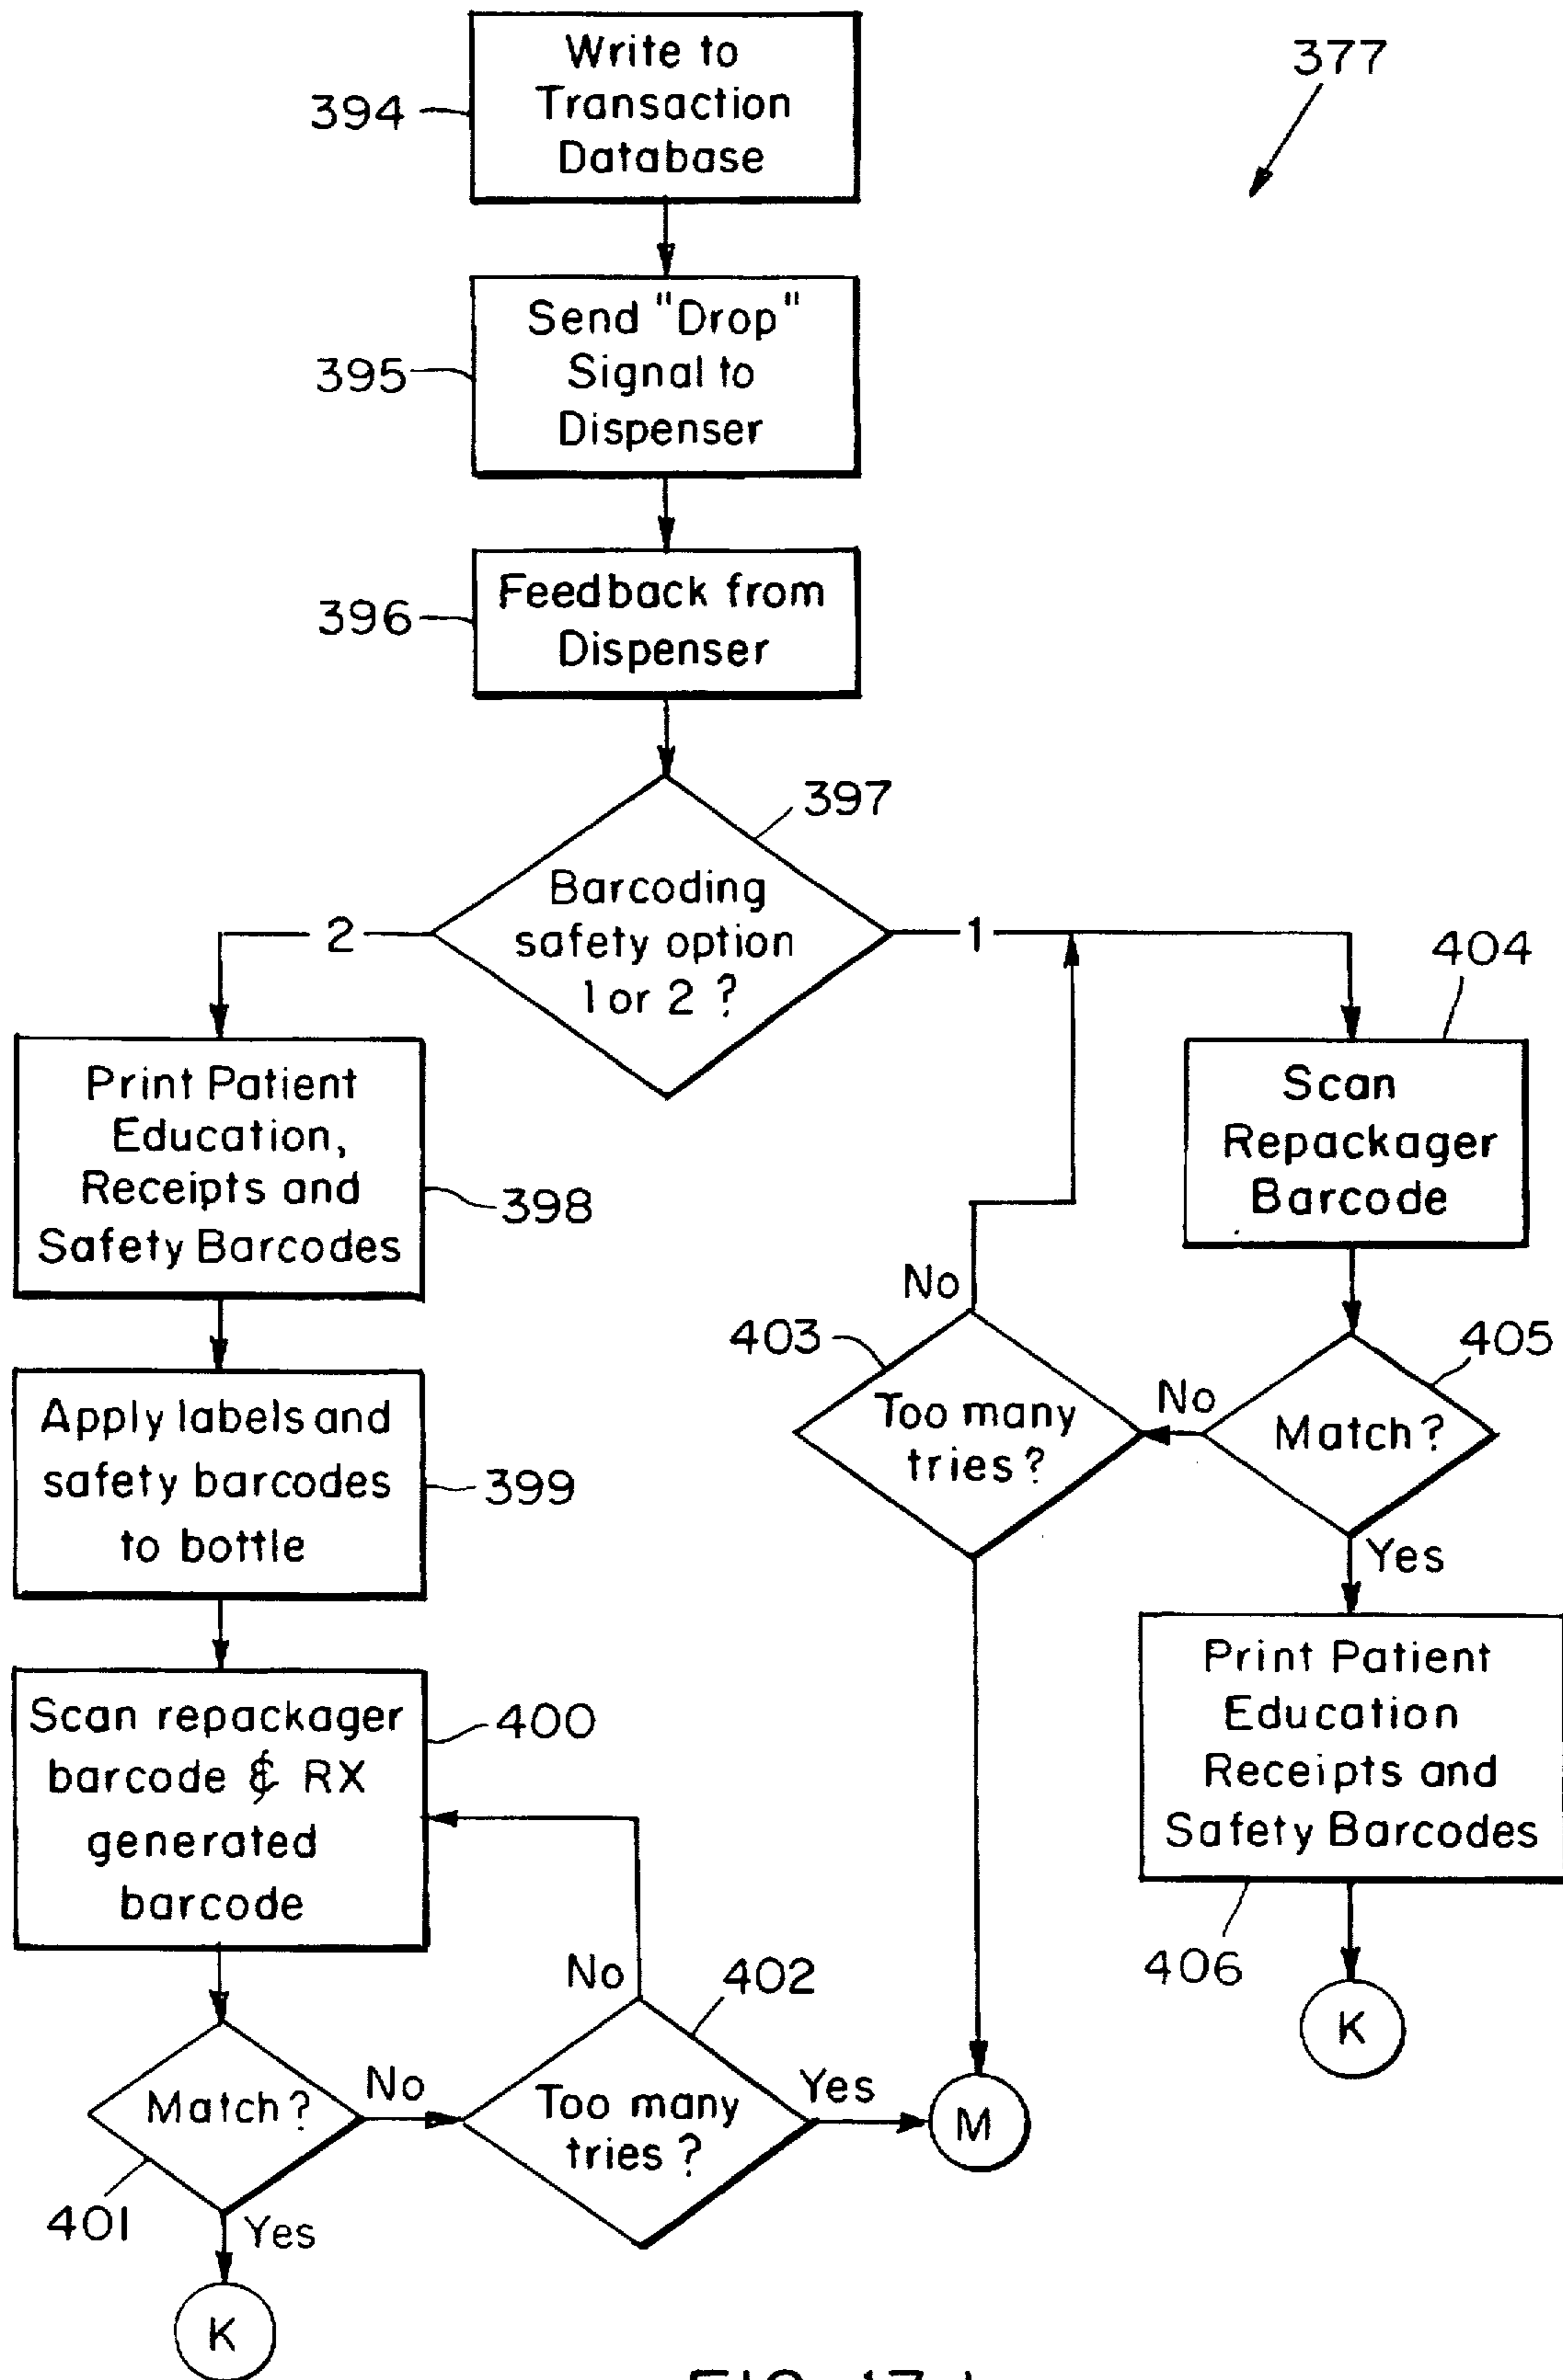 Write to
Transaction
Database
394
377
Send "Drop"
Signal to
Dispenser
395
Feedback from
Dispenser
396
397
Barcoding
safety option
1 or 2 ?
2
1
404
Scan
Repackager
Barcode
Print Patient
Education,
Receipts and
Safety Barcodes
398
No
403
Too many
tries?
No
405
Match?
Yes
Apply labels and
safety barcodes
to bottle
399
Print Patient
Education
Receipts and
Safety Barcodes
406
K
Scan repackager
barcode & RX
generated
barcode
400
No
402
Match?
No
401
Yes
Too many
tries?
Yes
M
K